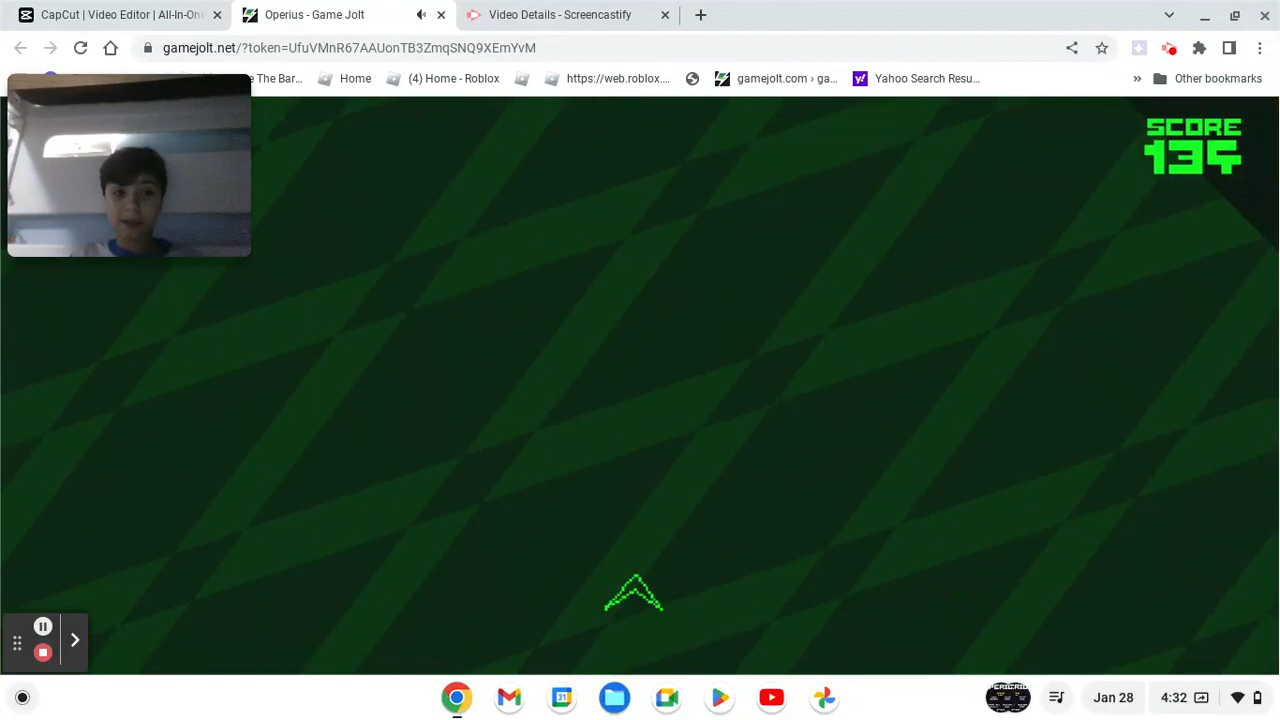 CapCut | Video Editor | All-In-One
Operius - Game Jolt
Video Details - Screencastify
gamejolt.net/?token=UfuVMnR67AAUonTB3ZmqSNQ9XEmYvM
e The Bar...
Home
(4) Home - Roblox
https://web.roblox....
gamejolt.com › ga...
Yahoo Search Resu...
»
Other bookmarks
SCORE
134
31
Jan 28
4:32